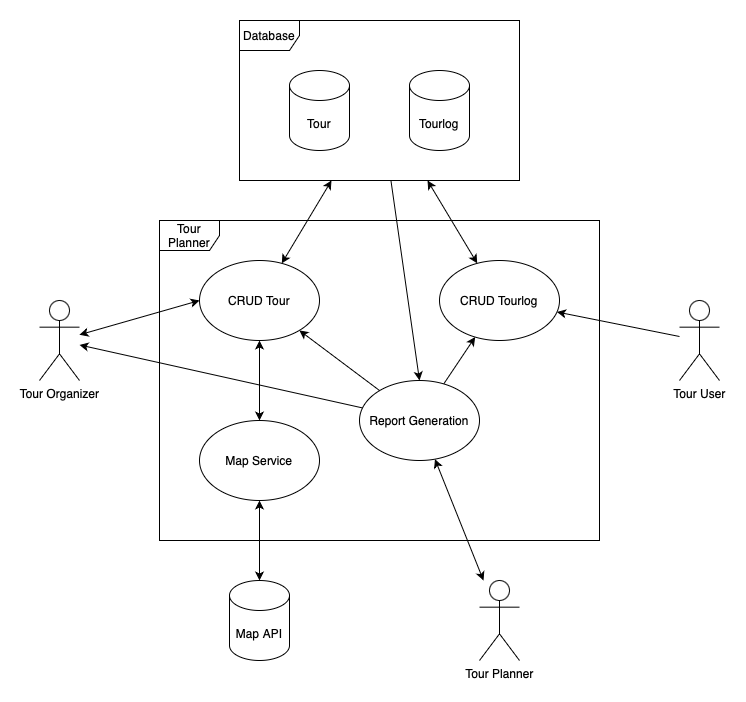 Database
Tour
Tourlog
Tour
Planner
CRUD Tour
CRUD Tourlog
Tour Organizer
Tour User
Report Generation
Map Service
Map API
Tour Planner